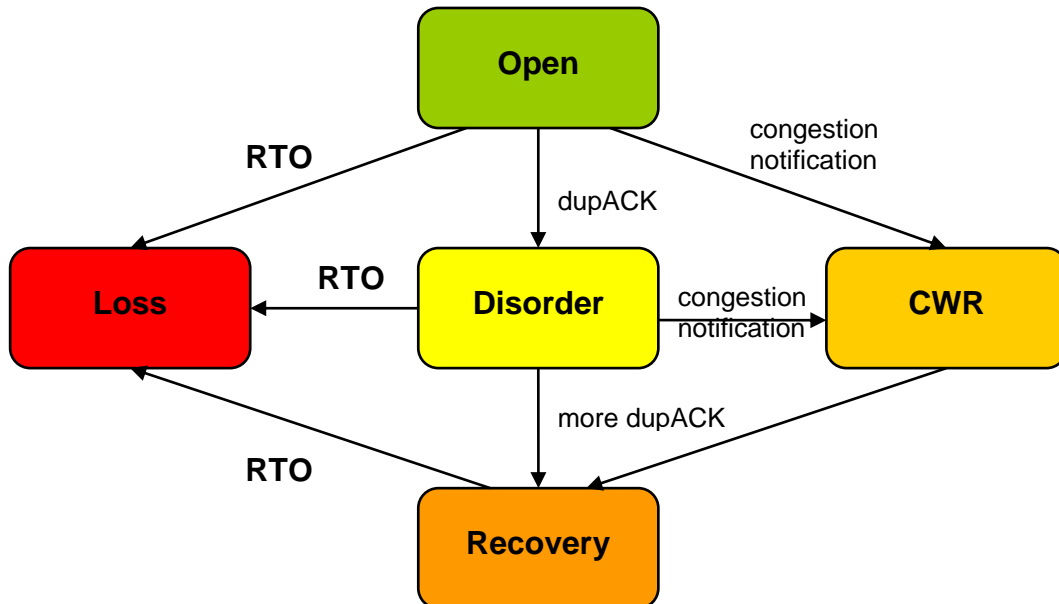 Open
congestion
notification
RTO
dupACK
Loss
RTO
Disorder
congestion
notification
CWR
more dupACK
RTO
Recovery